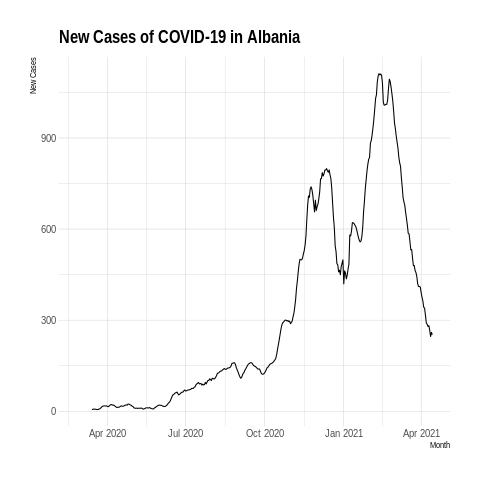 New Cases of COVID-19 in Albania
New Cases
900
600
300
0
Apr 2020 Jul 2020 Oct 2020 Jan 2021 Apr 2021
Month